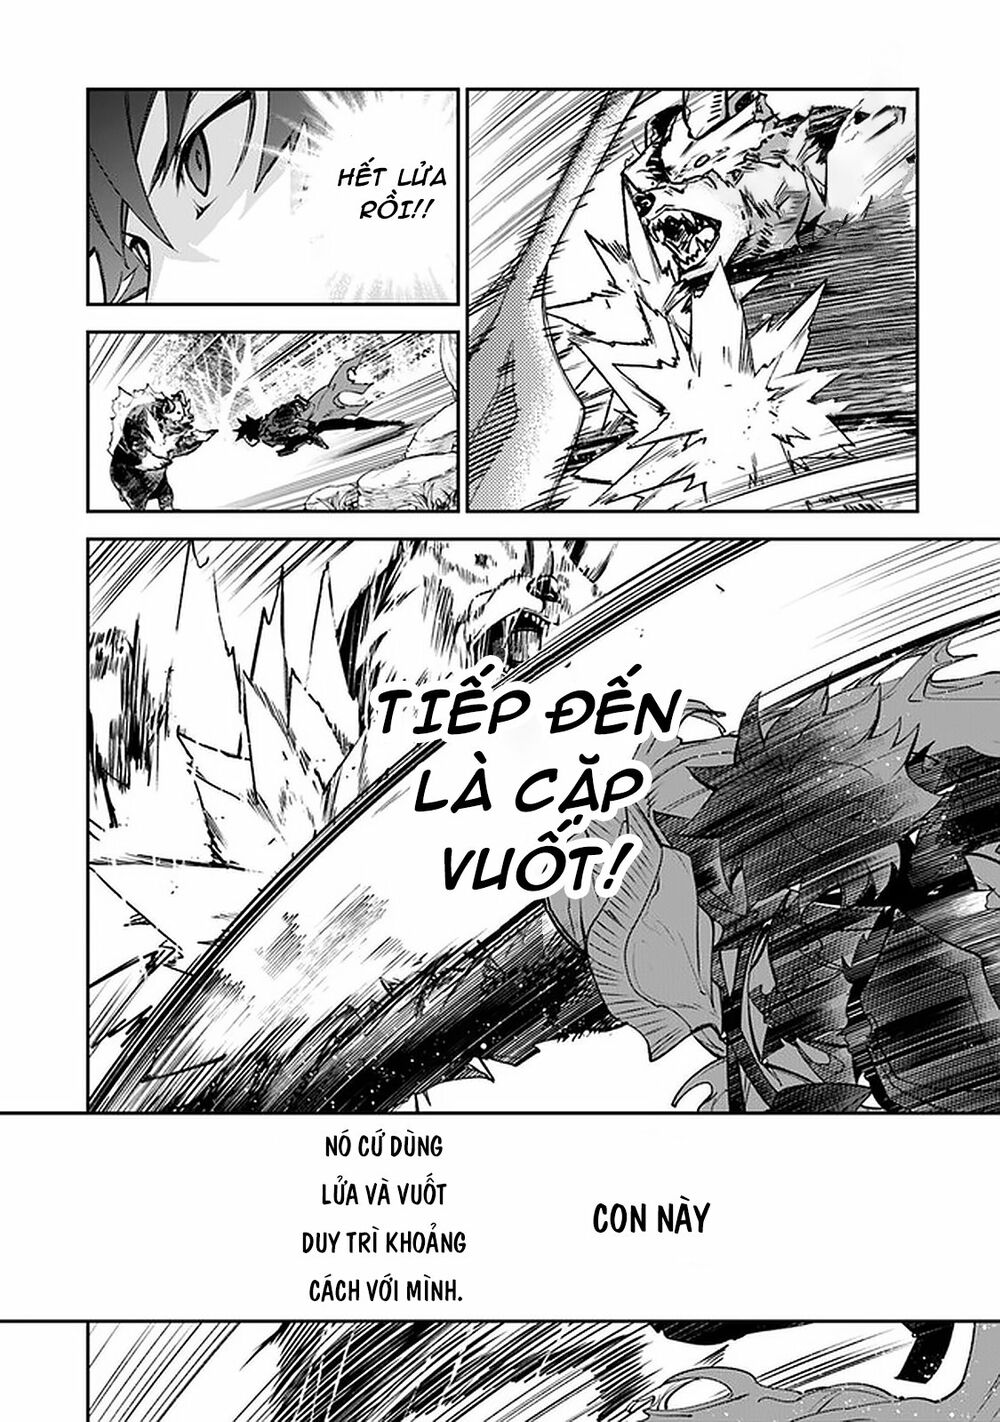 HẾT LỬA
RỒI!!
TIẾP ĐẾN
LÀ CẶP
VUỐT!
CON NÀY
NÓ CỨ DÙNG
LỬA VÀ VUỐT
DUY TRÌ KHOẢNG
CÁCH VỚI MÌNH.